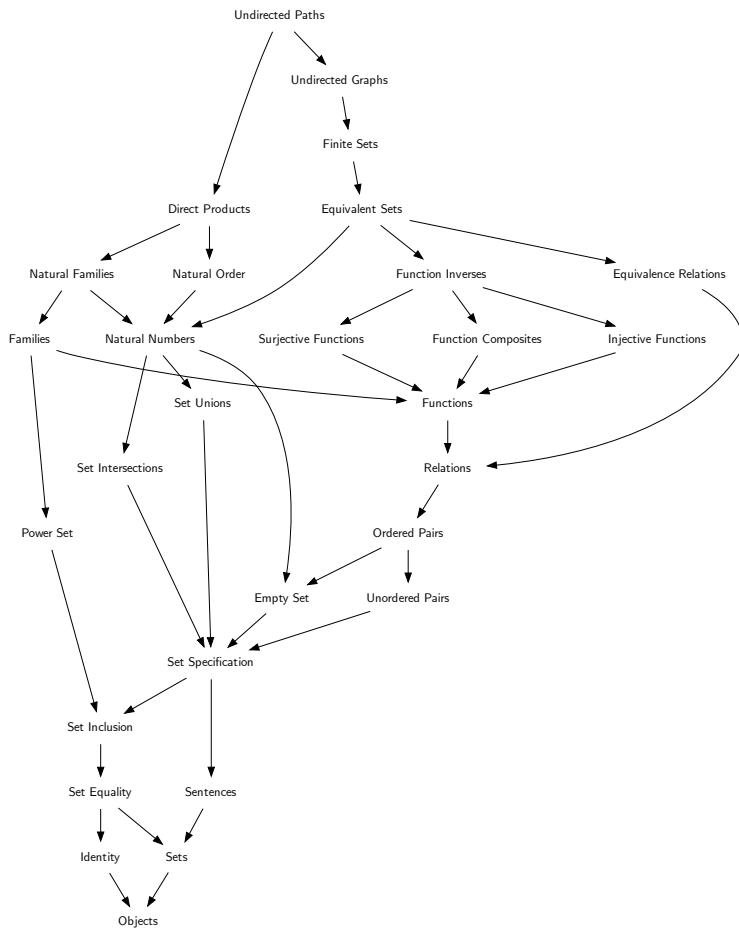 Undirected Paths
Undirected Graphs
Finite Sets
Direct Products
Equivalent Sets
Natural Families
Natural Order
Function Inverses
Equivalence Relations
Families
Natural Numbers
Surjective Functions
Function Composites
Injective Functions
Set Unions
Functions
Set Intersections
Relations
Power Set
Ordered Pairs
Empty Set
Unordered Pairs
Set Specification
Set Inclusion
Set Equality
Sentences
Identity
Sets
Objects